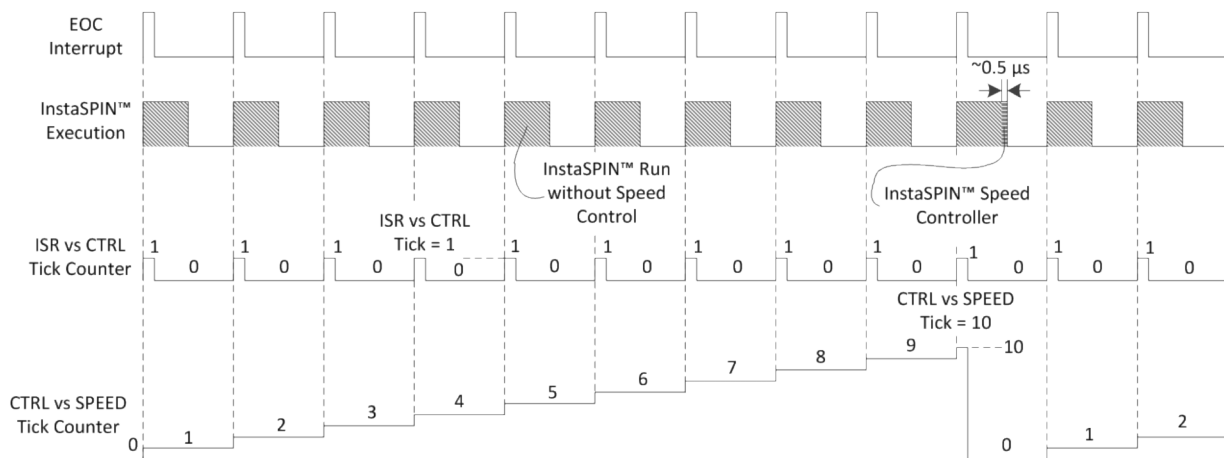 EOC
Interrupt
~0.5 µs
InstaSPIN™
Execution
InstaSPIN™ Run
without Speed
Control
InstaSPIN™ Speed
Controller
ISR vs CTRL
Tick = 1
ISR vs CTRL
Tick Counter
1 1 1 1 1 1 1 1 1 1 1
0 0 0 0 0 0 0 0 0 0 0 0
CTRL vs SPEED
Tick = 10
CTRL vs SPEED
Tick Counter
0 1 2 3 4 5 6 7 8 9 10 0 1 2